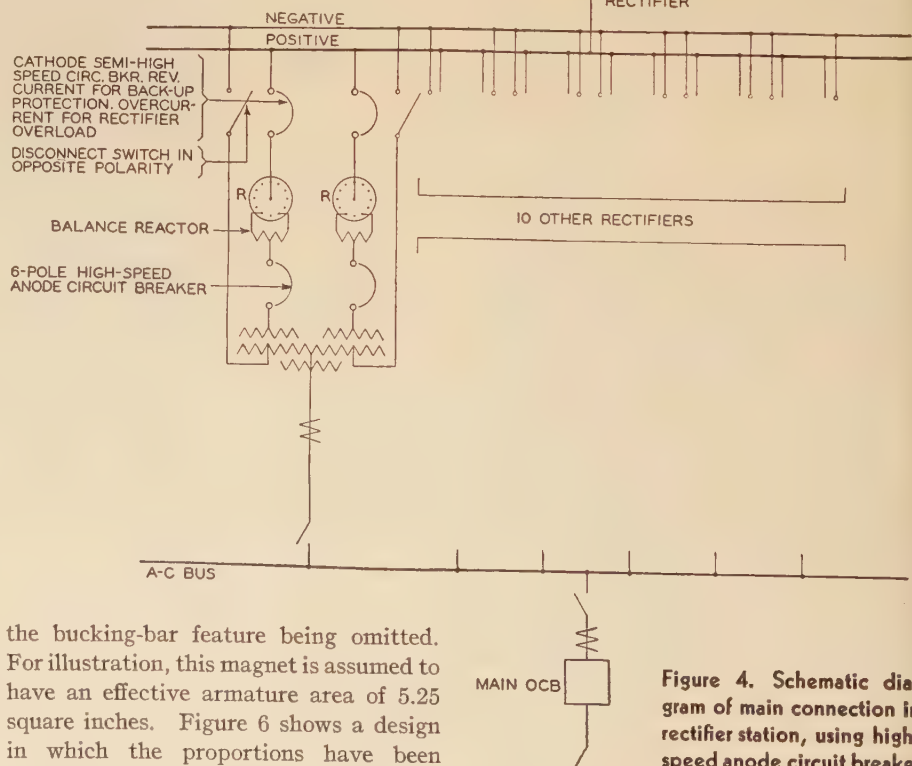 RECTIFIER
NEGATIVE
POSITIVE
CATHODE SEMI-HIGH
SPEED CIRC. BKR. REV.
CURRENT FOR BACK-UP
PROTECTION. OVERCUR-
RENT FOR RECTIFIER
OVERLOAD
DISCONNECT SWITCH IN
OPPOSITE POLARITY
R
R
BALANCE REACTOR
10 OTHER RECTIFIERS
6-POLE HIGH-SPEED
ANODE CIRCUIT BREAKER
A-C BUS
the bucking-bar feature being omitted.
For illustration, this magnet is assumed to
have an effective armature area of 5.25
square inches. Figure 6 shows a design
in which the proportions have been
MAIN OCB
Figure 4. Schematic dia
gram of main connection in
rectifier station, using high
speed anode circuit breake